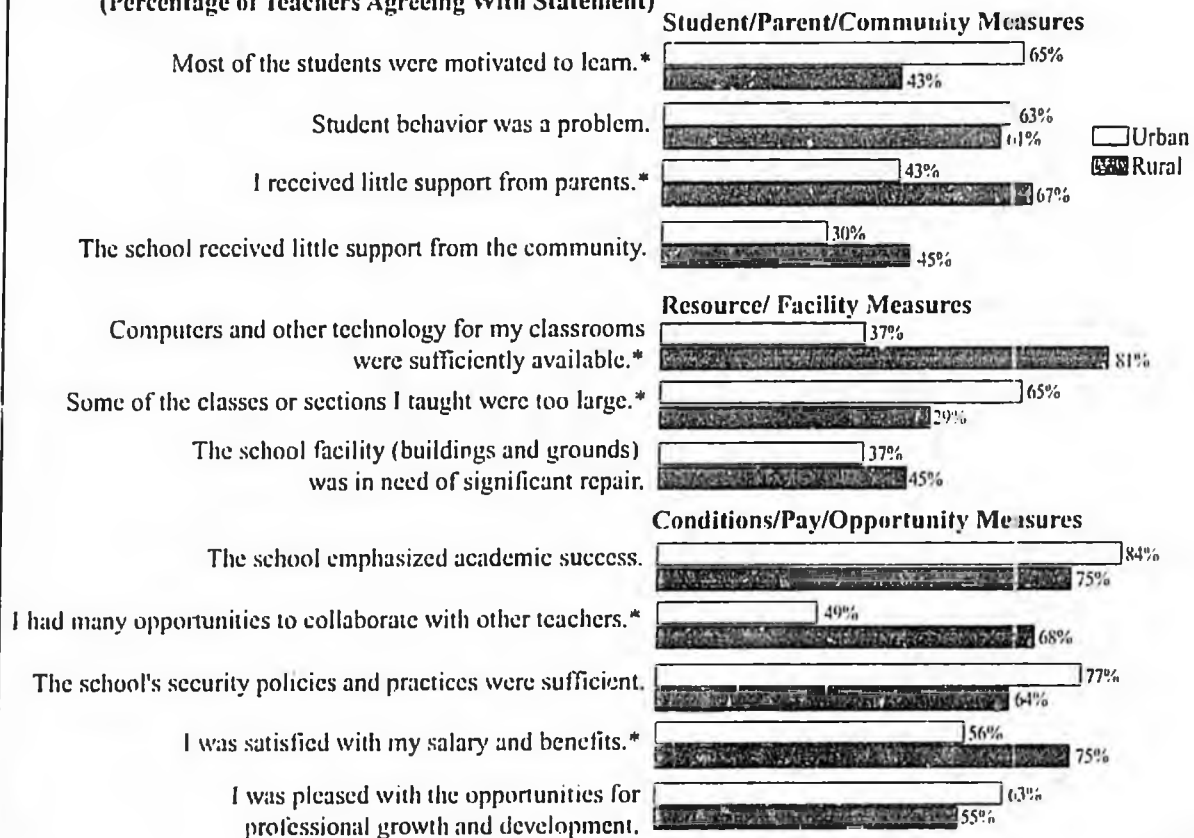 (Percentage of Teachers Agreeing With Statement)
Student/Parent/Community Measures
Most of the students were motivated to learn.*
65%
43%
Student behavior was a problem.
63%
61%
Urban
Rural
I received little support from parents.*
43%
67%
The school received little support from the community.
30%
45%
Resource/ Facility Measures
Computers and other technology for my classrooms
were sufficiently available.*
37%
81%
Some of the classes or sections I taught were too large.*
65%
29%
The school facility (buildings and grounds)
was in need of significant repair.
37%
45%
Conditions/Pay/Opportunity Measures
The school emphasized academic success.
84%
75%
I had many opportunities to collaborate with other teachers.*
49%
68%
The school's security policies and practices were sufficient.
77%
64%
I was satisfied with my salary and benefits.*
56%
75%
I was pleased with the opportunities for
professional growth and development.
63%
55%